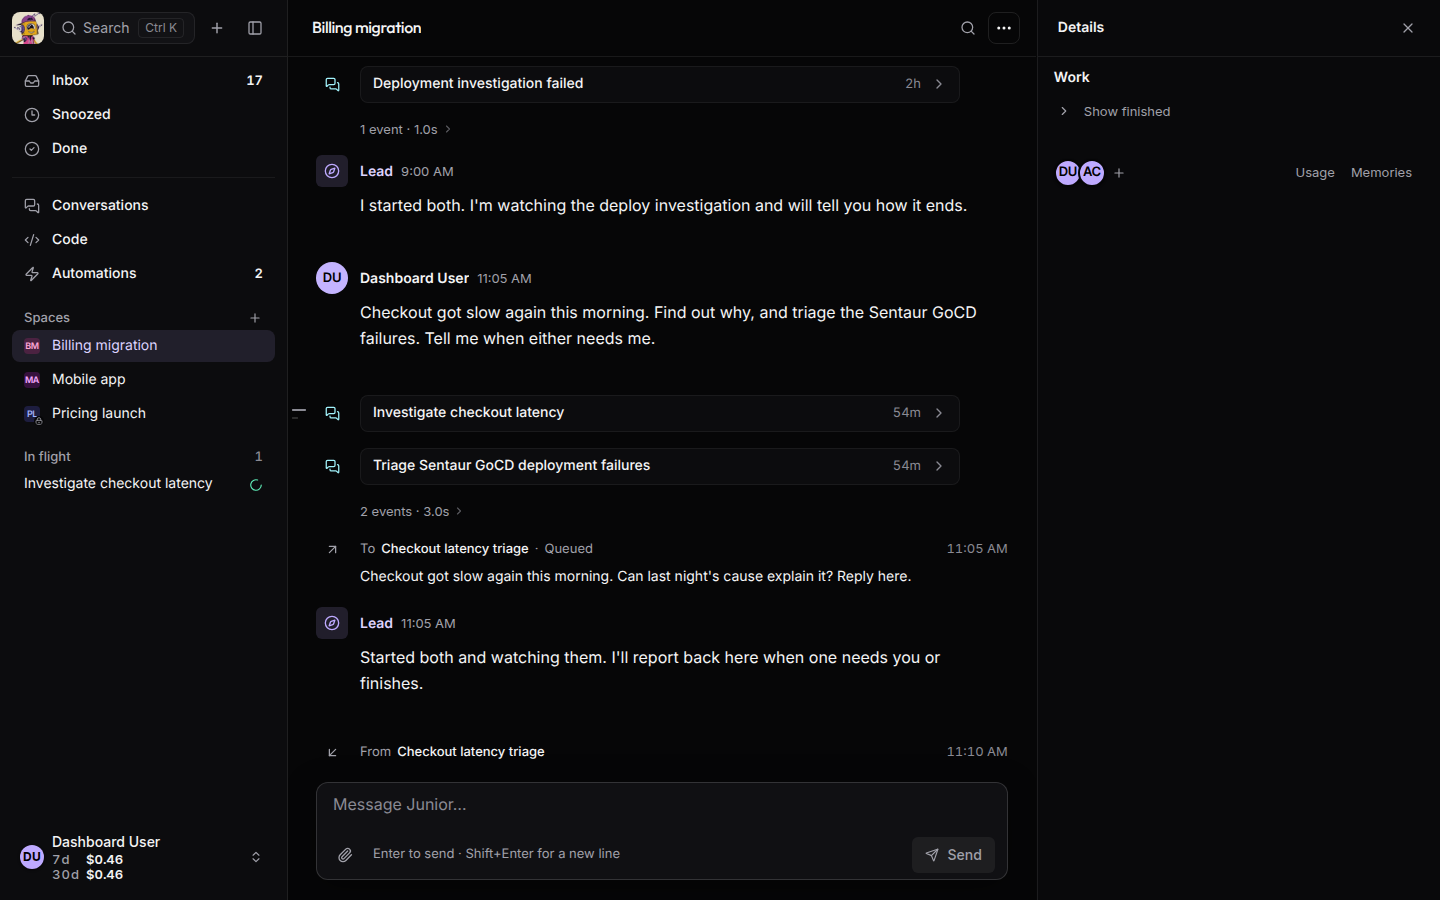 Search Ctrl K
Inbox 17
Snoozed
Done
Conversations
Code
Automations 2
Spaces
BM Billing migration
MA Mobile app
PL Pricing launch
In flight 1
Investigate checkout latency
DU Dashboard User
7d $0.46
30d $0.46
Billing migration
Deployment investigation failed 2h
1 event · 1.0s
Lead 9:00 AM
I started both. I'm watching the deploy investigation and will tell you how it ends.
DU Dashboard User 11:05 AM
Checkout got slow again this morning. Find out why, and triage the Sentaur GoCD
failures. Tell me when either needs me.
Investigate checkout latency 54m
Triage Sentaur GoCD deployment failures 54m
2 events · 3.0s
To Checkout latency triage · Queued 11:05 AM
Checkout got slow again this morning. Can last night's cause explain it? Reply here.
Lead 11:05 AM
Started both and watching them. I'll report back here when one needs you or
finishes.
From Checkout latency triage 11:10 AM
Message Junior...
Enter to send · Shift+Enter for a new line
Send
Details
Work
Show finished
DU AC Usage Memories